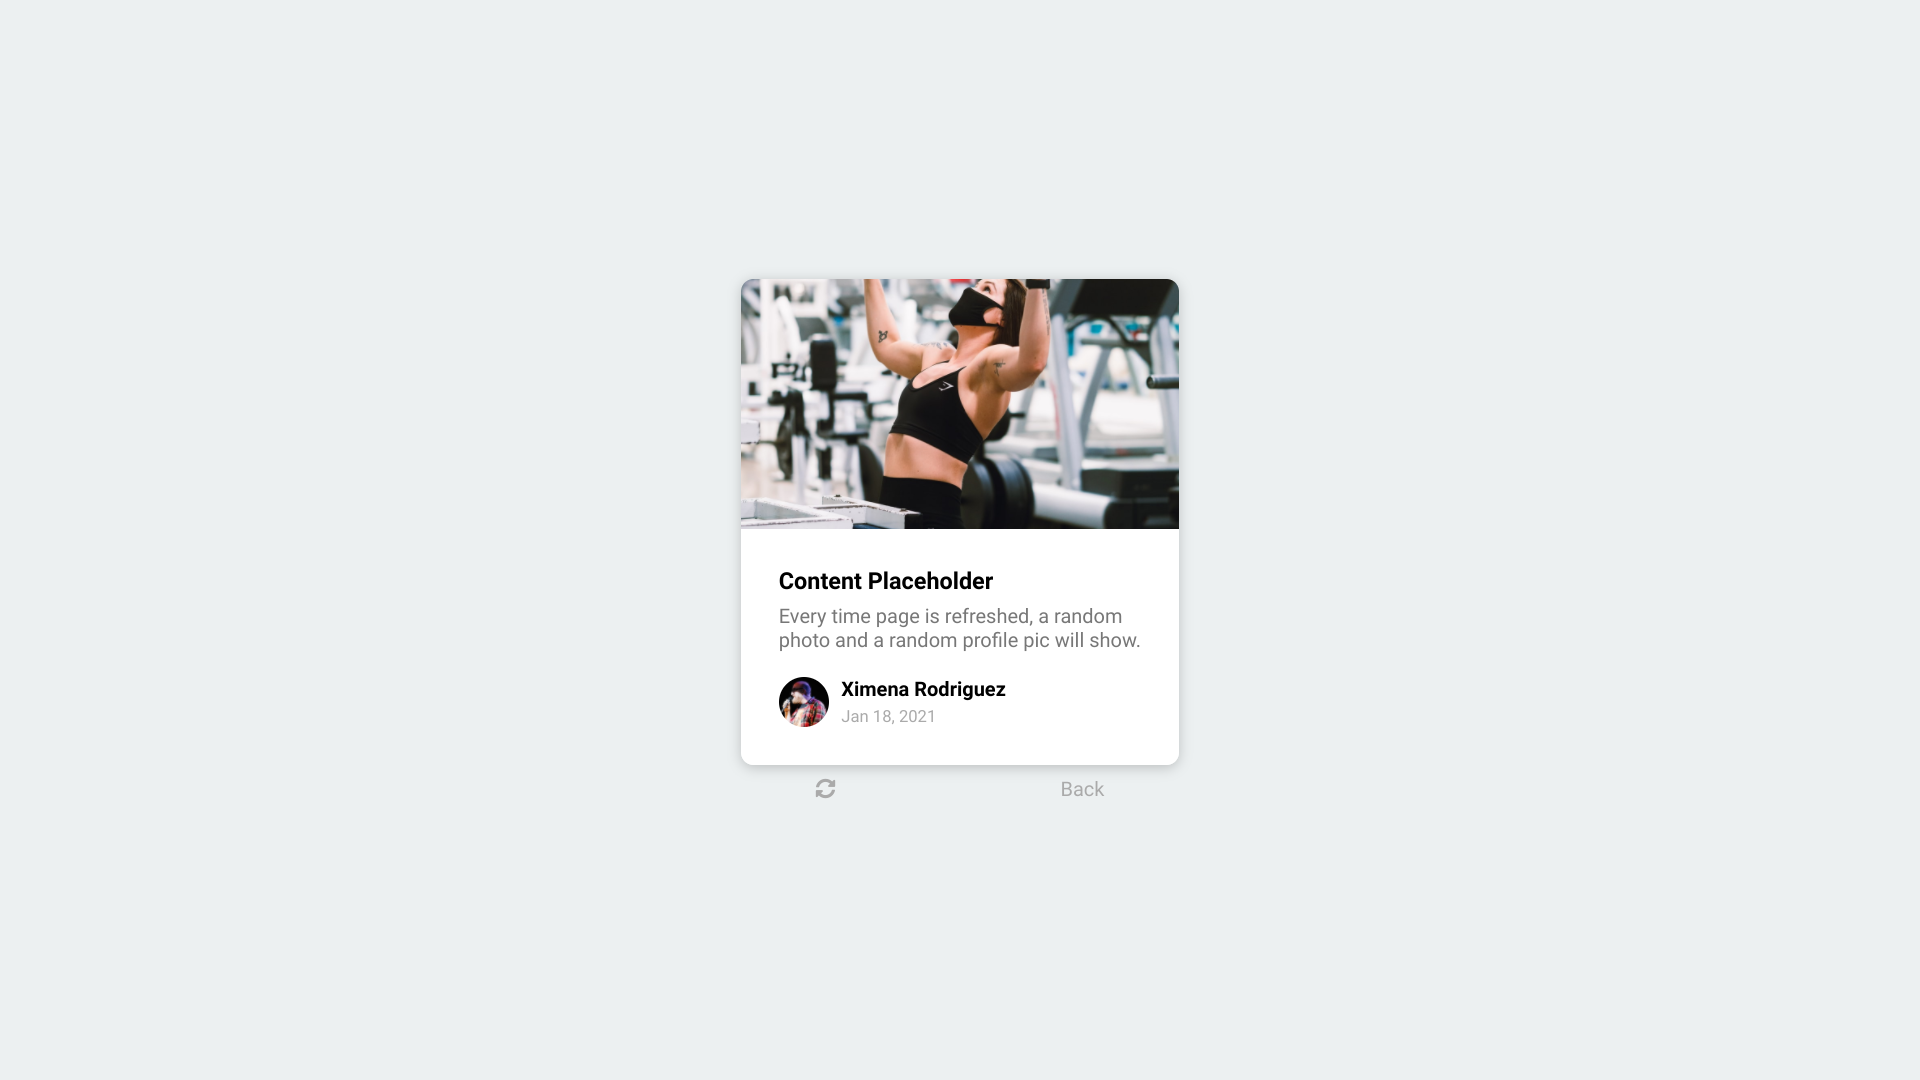 Content Placeholder
Every time page is refreshed, a random
photo and a random profile pic will show.
Ximena Rodriguez
Jan 18, 2021
Back